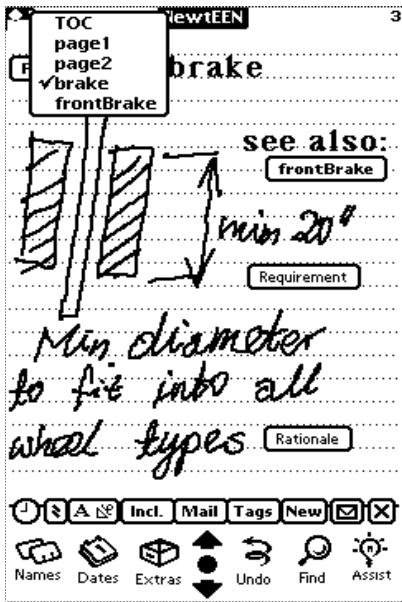 NewtEEN 3
TOC
page1
page2
✓brake
frontBrake
brake
see also:
frontBrake
min 20"
Requirement
Min diameter
to fit into all
wheel types
Rationale
A
Incl. Mail Tags New
Names Dates Extras Undo Find Assist